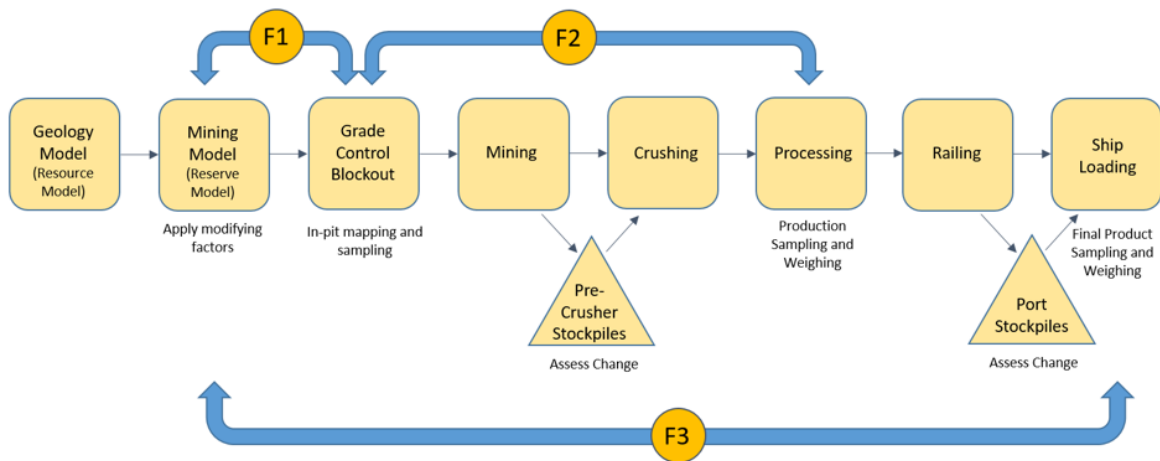 F1
F2
Geology
Model
(Resource
Model)
Mining
Model
(Reserve
Model)
Grade
Control
Blockout
Mining
Crushing
Processing
Railing
Ship
Loading
Apply modifying
factors
In-pit mapping and
sampling
Production
Sampling and
Weighing
Final Product
Sampling and
Weighing
Pre-
Crusher
Stockpiles
Port
Stockpiles
Assess Change
Assess Change
F3